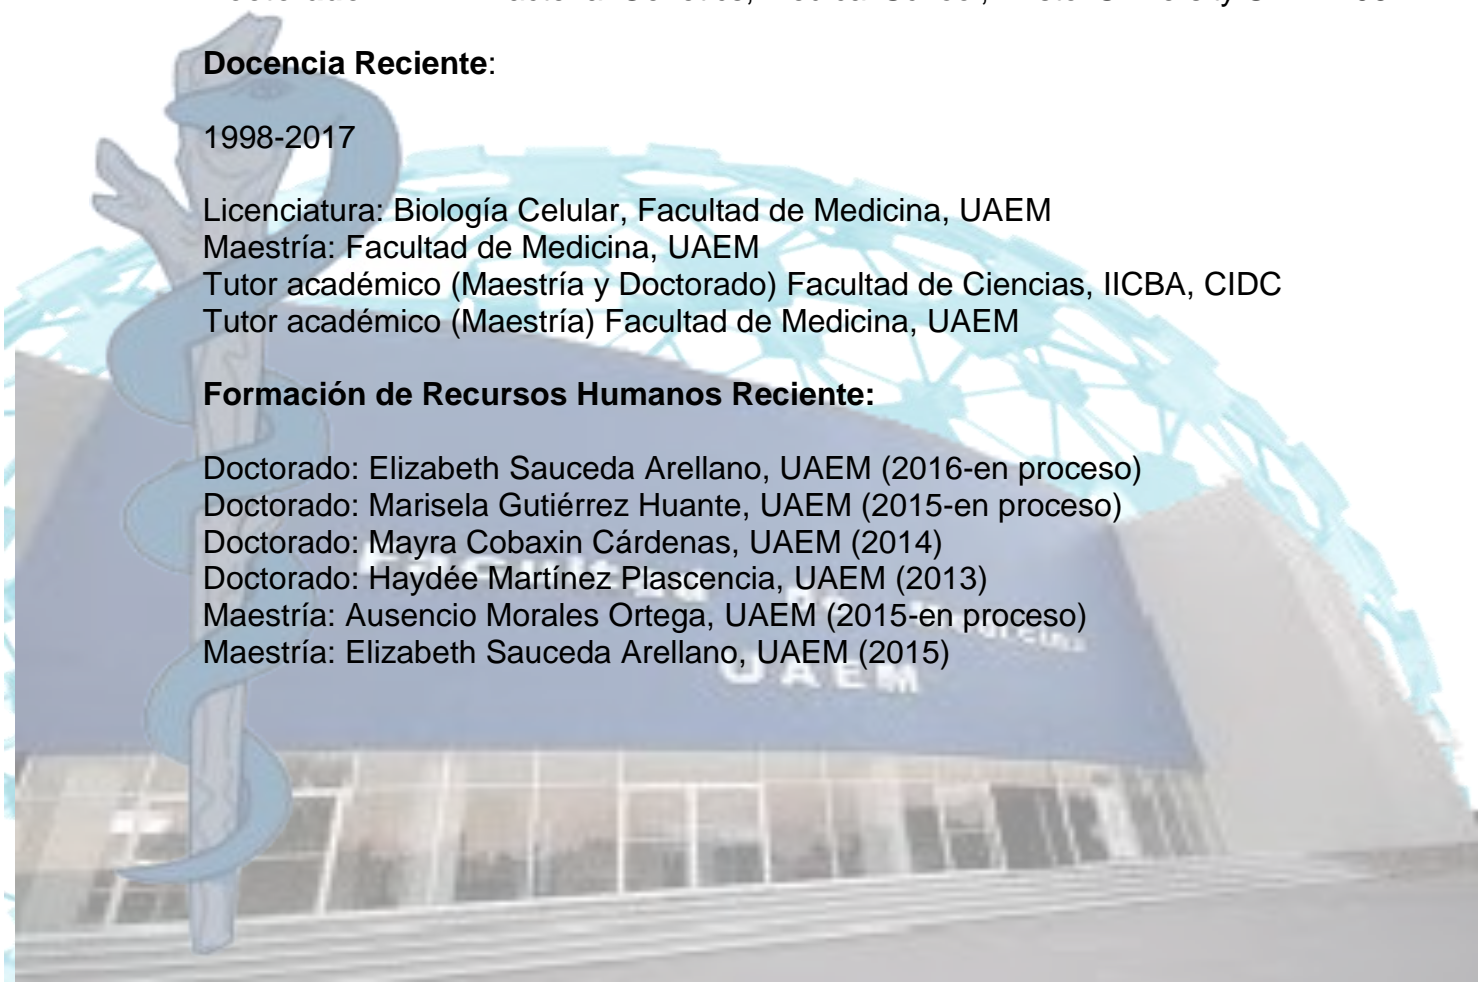 Docencia Reciente:
1998-2017
Licenciatura: Biología Celular, Facultad de Medicina, UAEM
Maestría: Facultad de Medicina, UAEM
Tutor académico (Maestría y Doctorado) Facultad de Ciencias, IICBA, CIDC
Tutor académico (Maestría) Facultad de Medicina, UAEM
Formación de Recursos Humanos Reciente:
Doctorado: Elizabeth Sauceda Arellano, UAEM (2016-en proceso)
Doctorado: Marisela Gutiérrez Huante, UAEM (2015-en proceso)
Doctorado: Mayra Cobaxin Cárdenas, UAEM (2014)
Doctorado: Haydée Martínez Plascencia, UAEM (2013)
Maestría: Ausencio Morales Ortega, UAEM (2015-en proceso)
Maestría: Elizabeth Sauceda Arellano, UAEM (2015)
UAEM